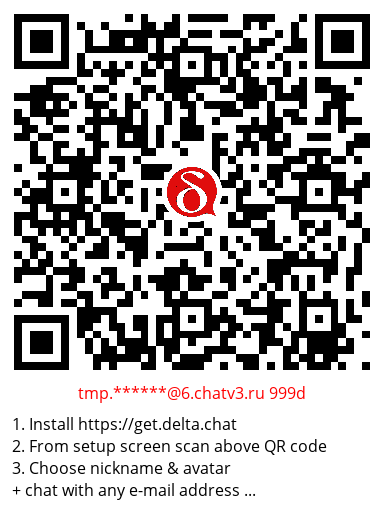 δ
tmp.******@6.chatv3.ru 999d
1. Install https://get.delta.chat
2. From setup screen scan above QR code
3. Choose nickname & avatar
+ chat with any e-mail address ...